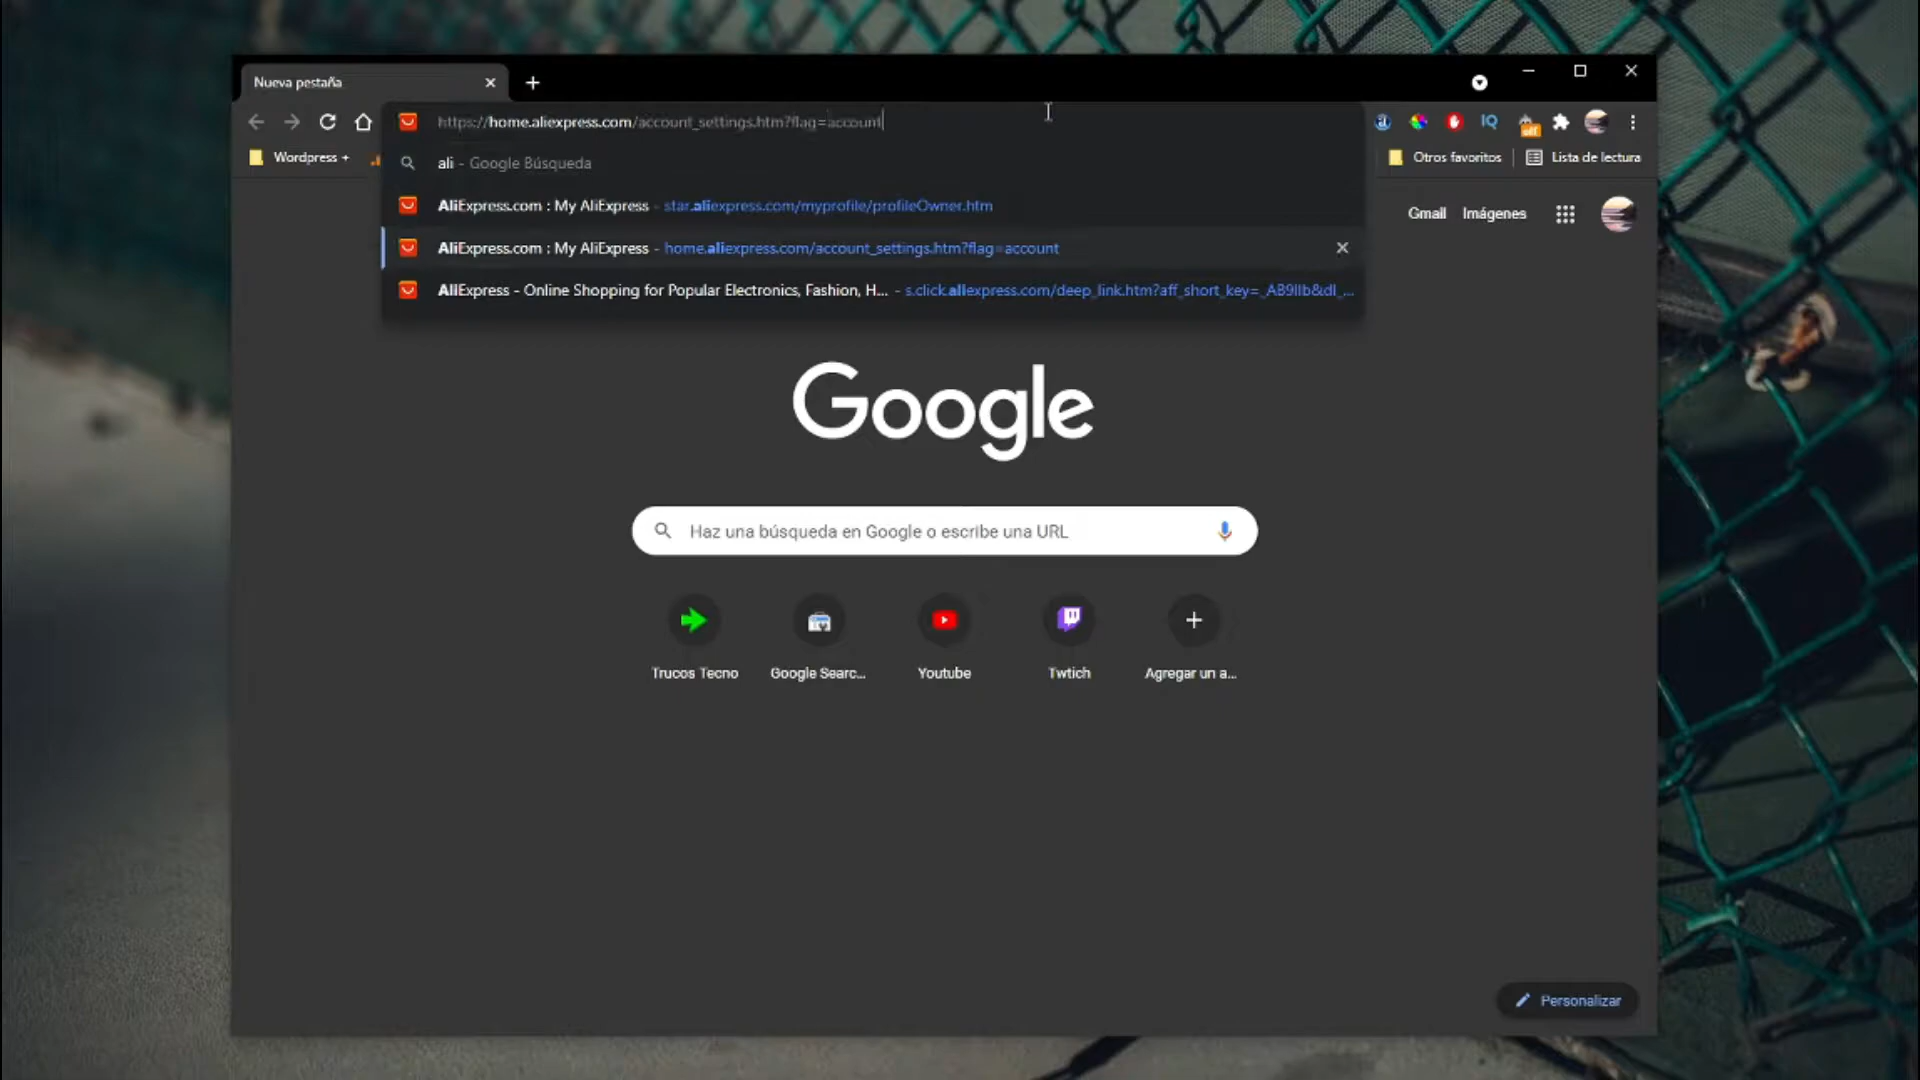 Nueva pestaña
https://home.aliexpress.com/account_settings.htm?flag=account
IQ
off
Wordpress +
ali - Google Búsqueda
Otros favoritos
Lista de lectura
AliExpress.com : My AliExpress - star.aliexpress.com/myprofile/profileOwner.htm
Gmail
Imágenes
AliExpress.com : My AliExpress - home.aliexpress.com/account_settings.htm?flag=account
AliExpress - Online Shopping for Popular Electronics, Fashion, H... - s.click.aliexpress.com/deep_link.htm?aff_short_key=_AB9Ilb&dl_...
Google
Haz una búsqueda en Google o escribe una URL
Trucos Tecno
Google Searc...
Youtube
Twtich
Agregar un a...
Personalizar